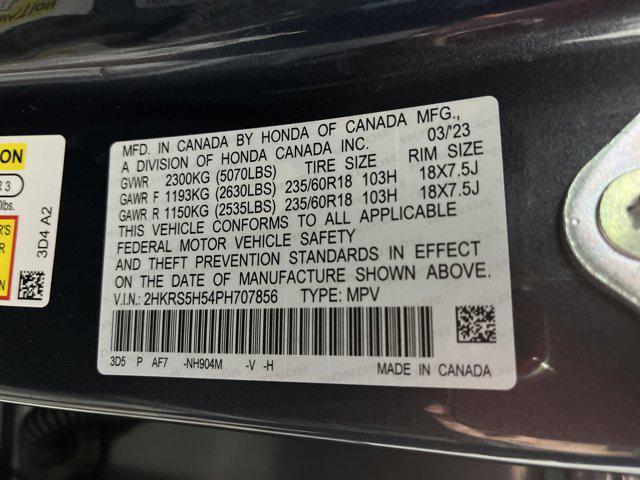 MFD. IN CANADA BY HONDA OF CANADA MFG.,
A DIVISION OF HONDA CANADA INC. 03/'23
GVWR 2300KG (5070LBS) TIRE SIZE RIM SIZE
GAWR F 1193KG (2630LBS) 235/60R18 103H 18X7.5J
GAWR R 1150KG (2535LBS) 235/60R18 103H 18X7.5J
THIS VEHICLE CONFORMS TO ALL APPLICABLE
FEDERAL MOTOR VEHICLE SAFETY
AND THEFT PREVENTION STANDARDS IN EFFECT
ON THE DATE OF MANUFACTURE SHOWN ABOVE.
V.I.N.: 2HKRS5H54PH707856 TYPE: MPV
3D5 P AF7 -NH904M -V -H
MADE IN CANADA
ON
R 3
lbs.
R'S
R
3D4 A2